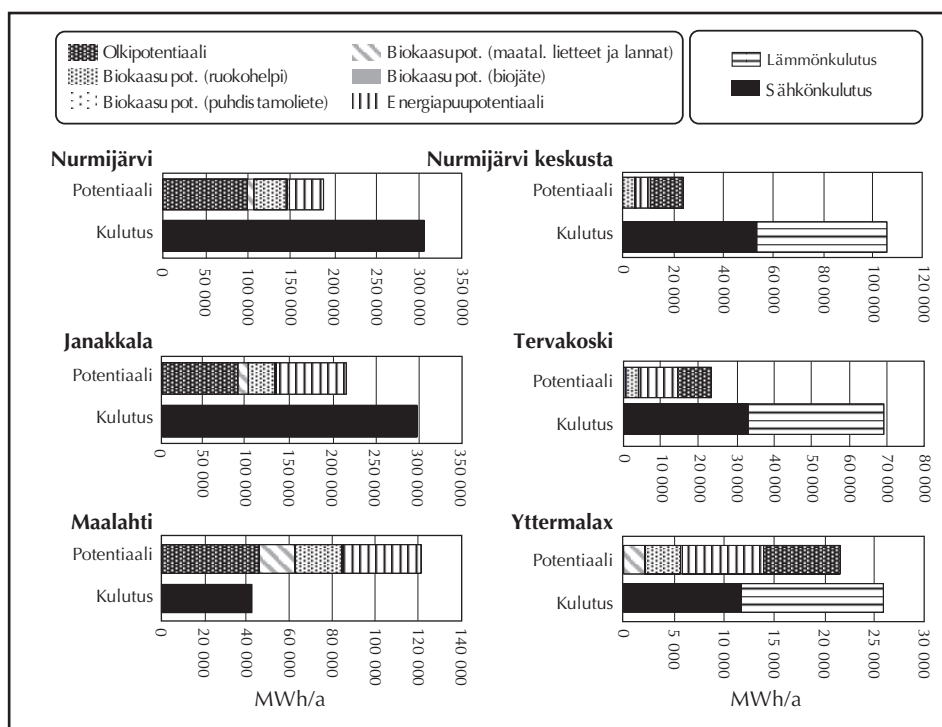 Olkipotentiaali
Biokaasupot. (ruokohelpi)
Biokaasupot. (puhdistamoliete)
Biokaasupot. (maatal. lietteet ja lannat)
Biokaasupot. (biojäte)
Energiapuupotentiaali
Lämmönkulutus
Sähkönkulutus
Nurmijärvi
Potentiaali
Kulutus
0 50 000 100 000 150 000 200 000 250 000 300 000 350 000
Nurmijärvi keskusta
Potentiaali
Kulutus
0 20 000 40 000 60 000 80 000 100 000 120 000
Janakkala
Potentiaali
Kulutus
0 50 000 100 000 150 000 200 000 250 000 300 000 350 000
Tervakoski
Potentiaali
Kulutus
0 10 000 20 000 30 000 40 000 50 000 60 000 70 000 80 000
Maalahti
Potentiaali
Kulutus
0 20 000 40 000 60 000 80 000 100 000 120 000 140 000
MWh/a
Yttermalax
Potentiaali
Kulutus
0 5 000 10 000 15 000 20 000 25 000 30 000
MWh/a